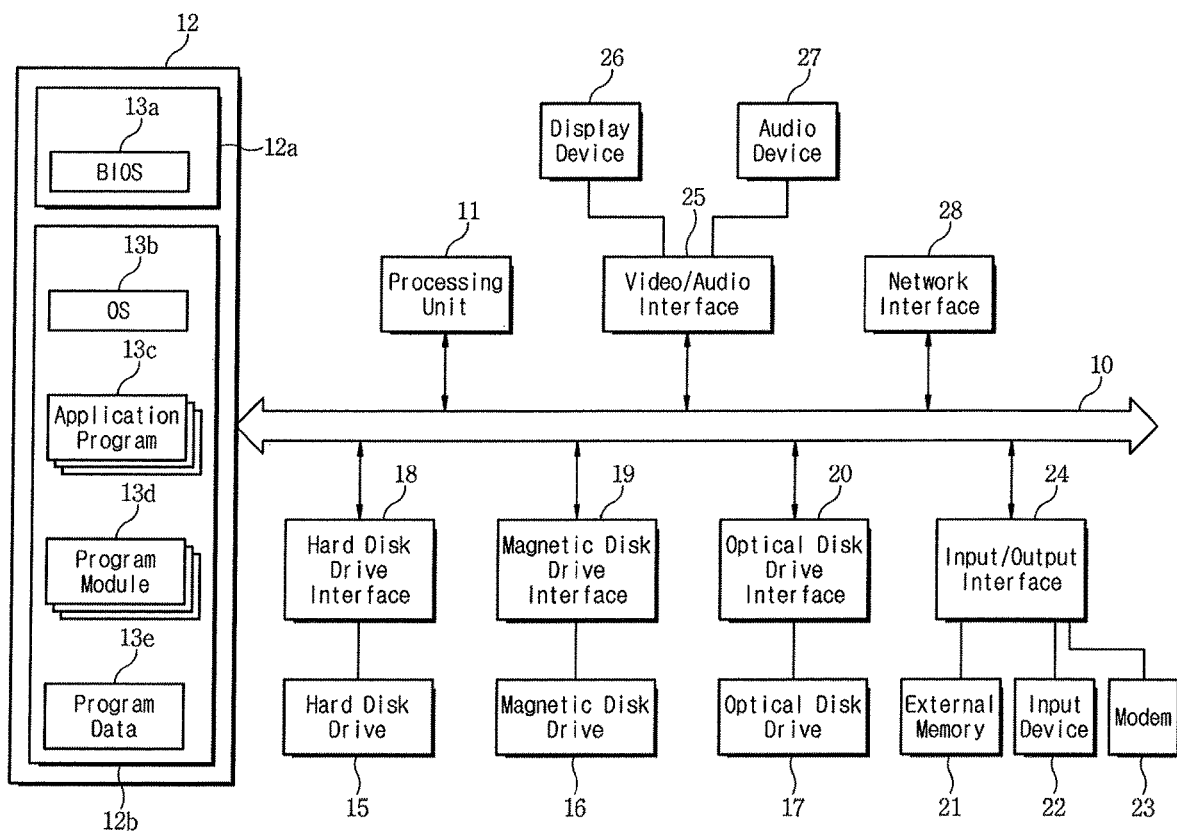 12
13a
BIOS
12a
13b
OS
13c
Application
Program
13d
Program
Module
13e
Program
Data
12b
26
Display
Device
27
Audio
Device
11
Processing
Unit
25
Video/Audio
Interface
28
Network
Interface
10
18
Hard Disk
Drive
Interface
19
Magnetic Disk
Drive
Interface
20
Optical Disk
Drive
Interface
24
Input/Output
Interface
Hard Disk
Drive
15
Magnetic Disk
Drive
16
Optical Disk
Drive
17
External
Memory
21
Input
Device
22
Modem
23